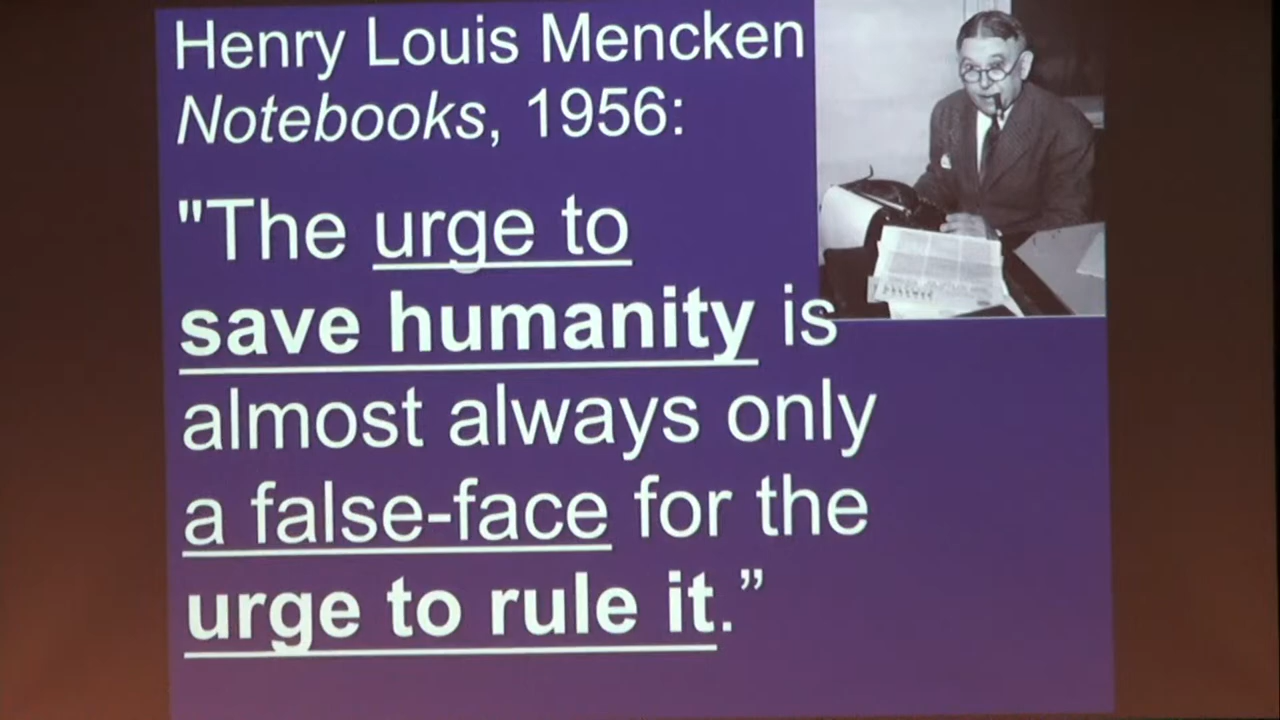 Henry Louis Mencken
Notebooks, 1956:
"The urge to
save humanity is
almost always only
a false-face for the
urge to rule it.”